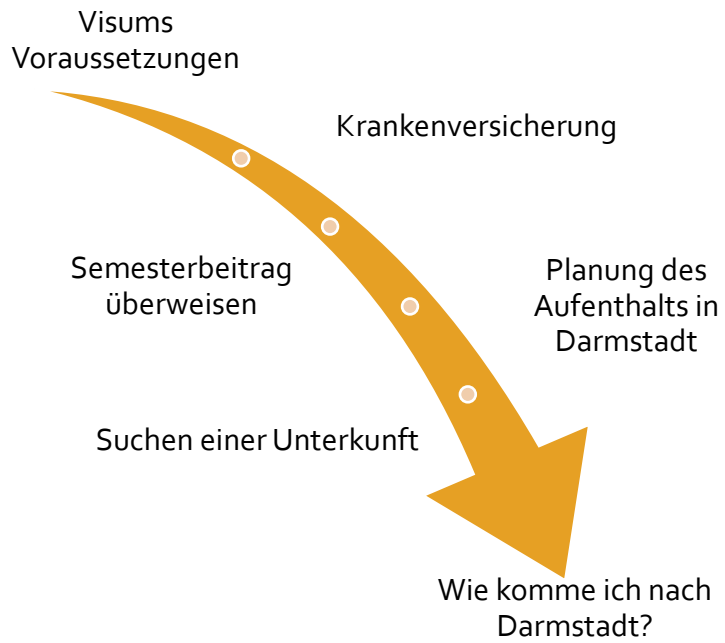 Visums
Voraussetzungen
Krankenversicherung
Semesterbeitrag
überweisen
Planung des
Aufenthalts in
Darmstadt
Suchen einer Unterkunft
Wie komme ich nach
Darmstadt?